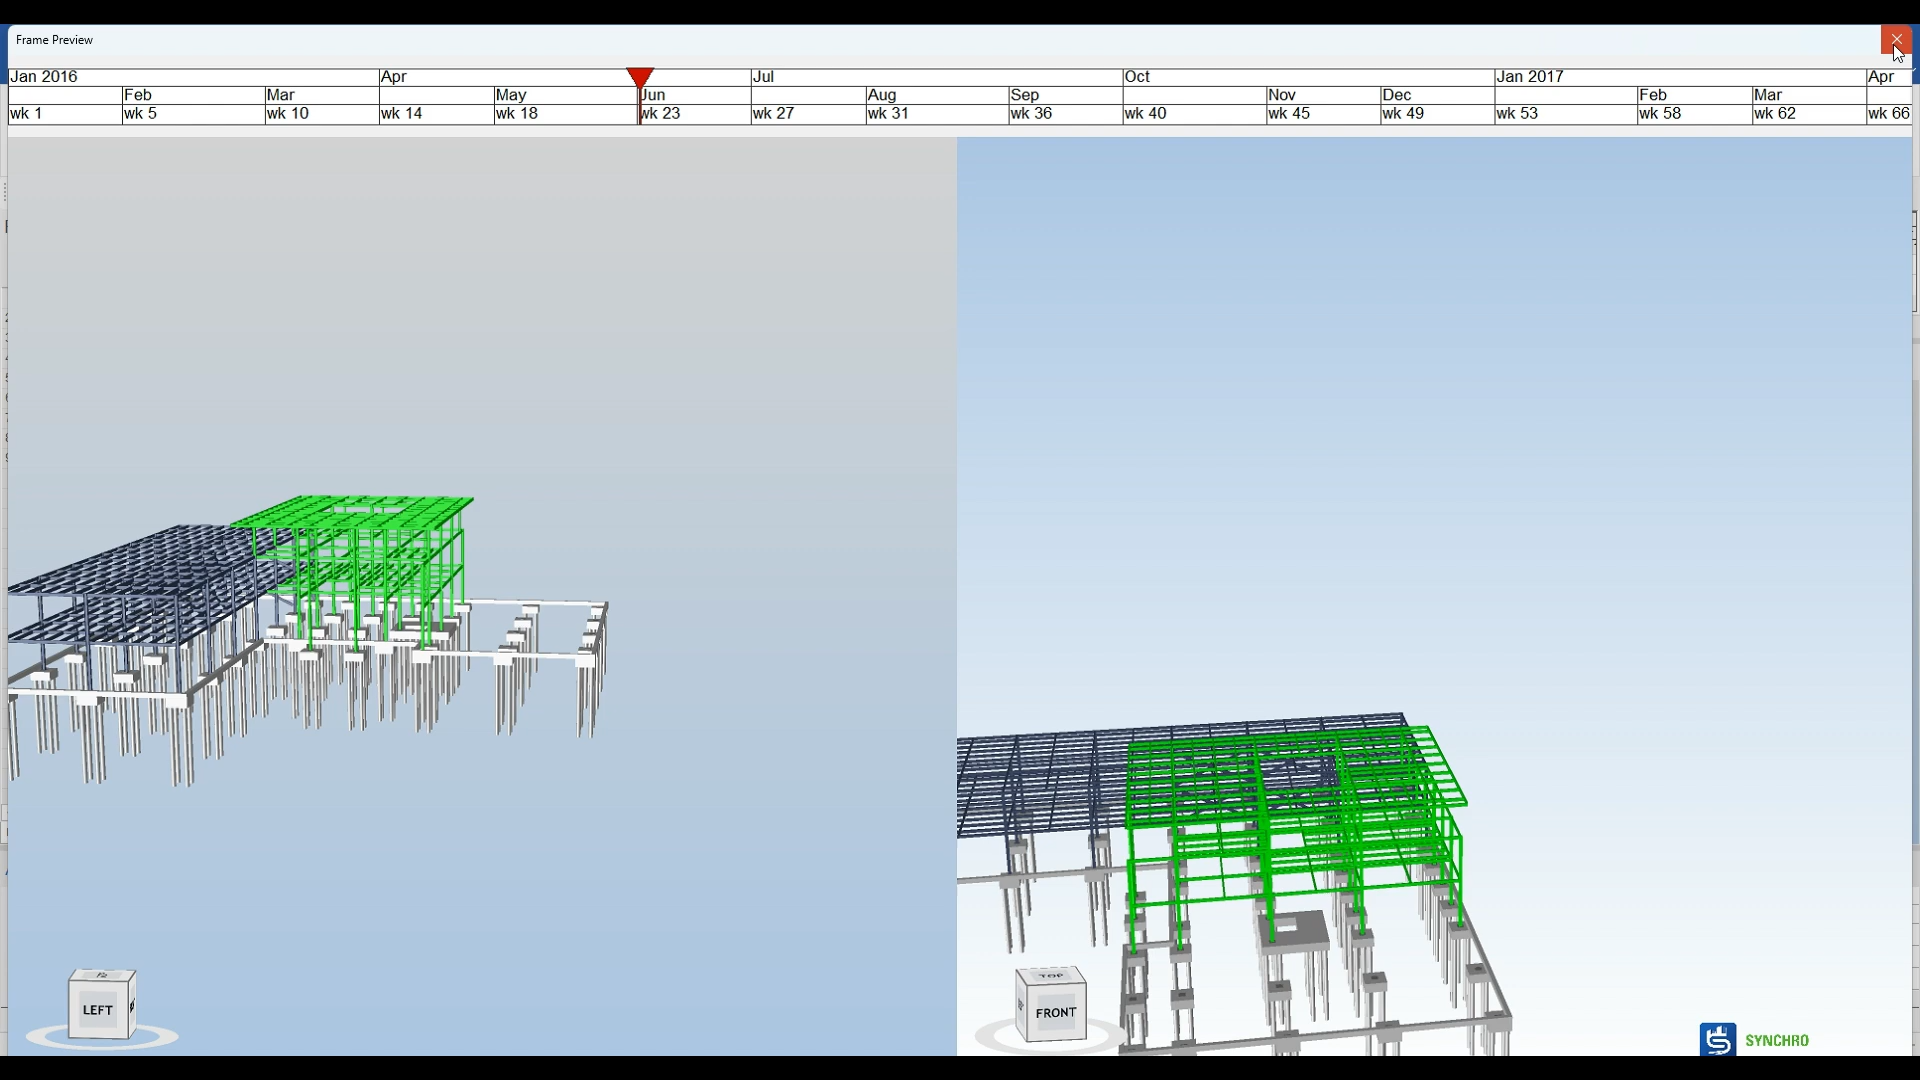 Frame Preview
Jan 2016 Apr Jul Oct Jan 2017 Apr
Feb Mar May Jun Aug Sep Nov Dec Feb Mar
wk 1 wk 5 wk 10 wk 14 wk 18 wk 23 wk 27 wk 31 wk 36 wk 40 wk 45 wk 49 wk 53 wk 58 wk 62 wk 66
LEFT
TOP
FRONT
SYNCHRO